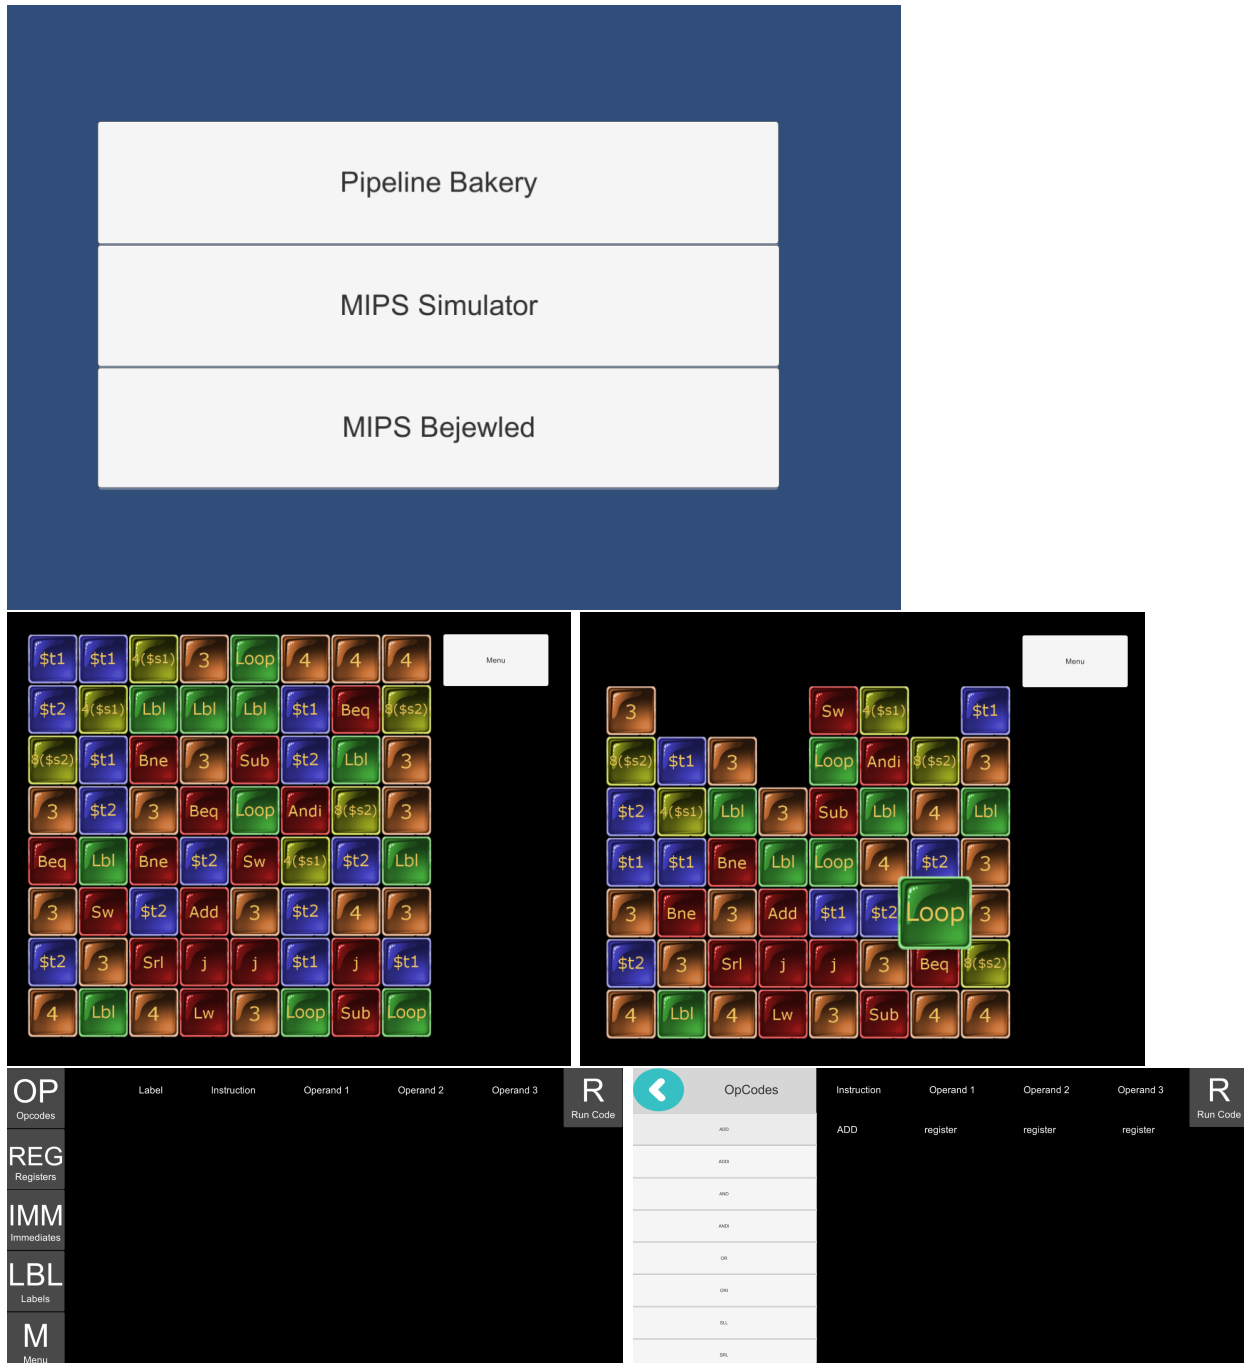 Pipeline Bakery
MIPS Simulator
MIPS Bejewled
$t1 $t1 4($s1) 3 Loop 4 4 4 Menu
$t2 4($s1) Lbl Lbl Lbl $t1 Beq 8($s2)
8($s2) $t1 Bne 3 Sub $t2 Lbl 3
3 $t2 3 Beq Loop Andi 8($s2) 3
Beq Lbl Bne $t2 Sw 4($s1) $t2 Lbl
3 Sw $t2 Add 3 $t2 4 3
$t2 3 Srl j j $t1 j $t1
4 Lbl 4 Lw 3 Loop Sub Loop
Menu
3 Sw 4($s1) $t1
8($s2) $t1 3 Loop Andi 8($s2) 3
$t2 4($s1) Lbl 3 Sub Lbl 4 Lbl
$t1 $t1 Bne Lbl Loop 4 $t2 3
3 Bne 3 Add $t1 $t2 Loop 3
$t2 3 Srl j j 3 Beq 8($s2)
4 Lbl 4 Lw 3 Sub 4 4
OP
Opcodes
Label Instruction Operand 1 Operand 2 Operand 3
R
Run Code
REG
Registers
IMM
Immediates
LBL
Labels
M
Menu
OpCodes
Instruction Operand 1 Operand 2 Operand 3
R
Run Code
ADD
ADD register register register
ADDI
AND
ANDI
OR
ORI
SLL
SRL